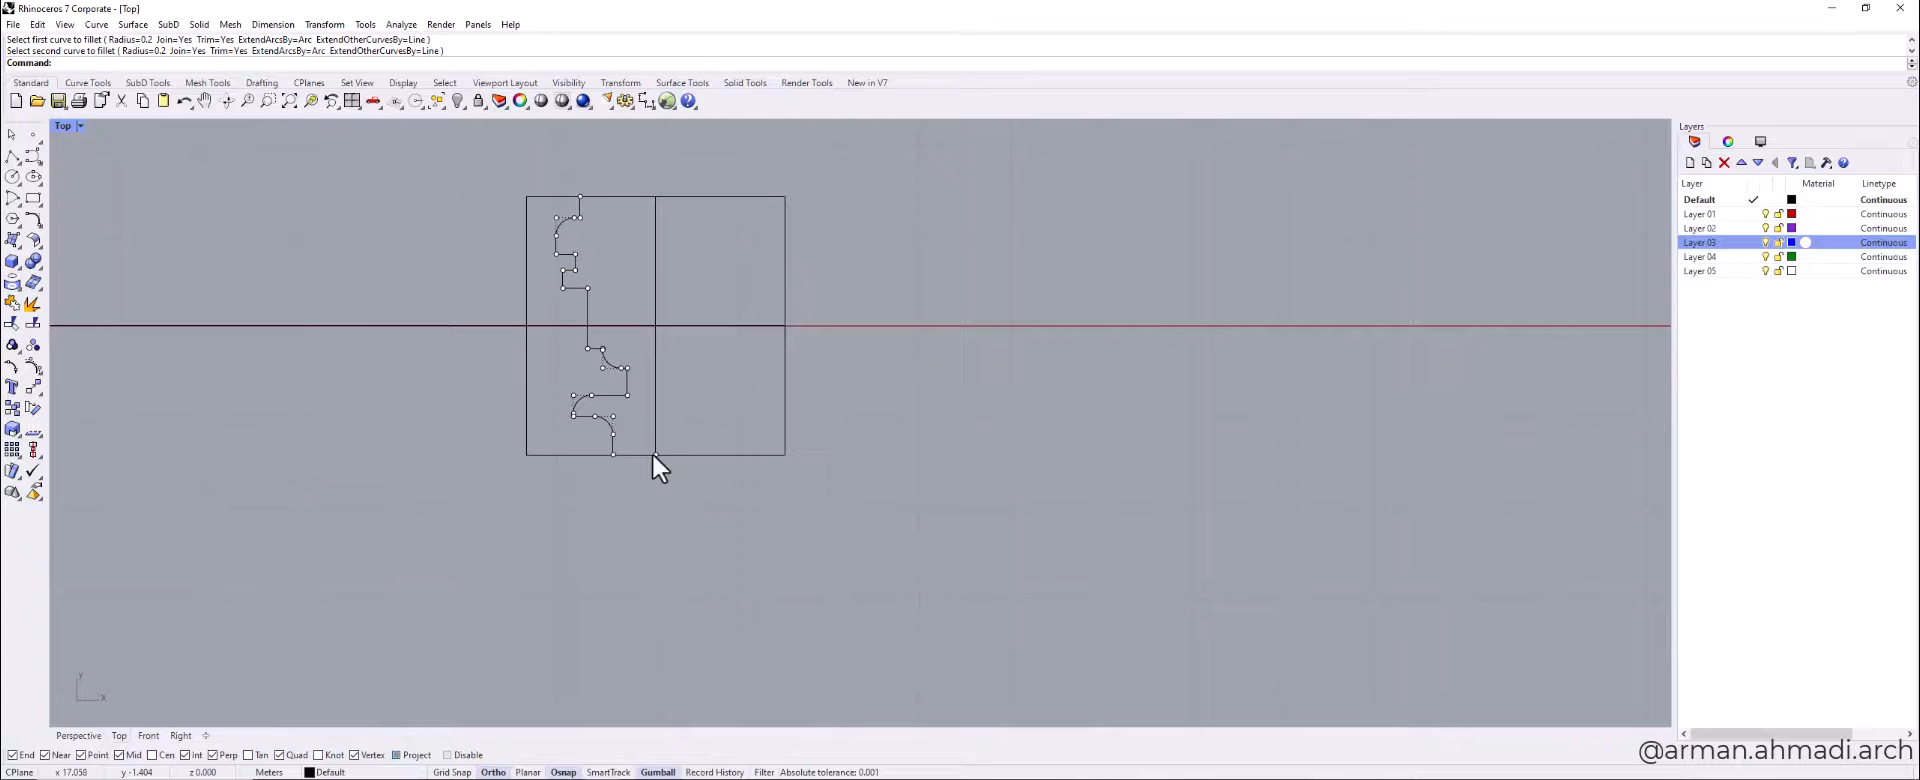 Rhinoceros 7 Corporate - [Top]
File Edit View Curve Surface SubD Solid Mesh Dimension Transform Tools Analyze Render Panels Help
Select first curve to fillet ( Radius=0.2 Join=Yes Trim=Yes ExtendArcsBy=Arc ExtendOtherCurvesBy=Line )
Select second curve to fillet ( Radius=0.2 Join=Yes Trim=Yes ExtendArcsBy=Arc ExtendOtherCurvesBy=Line )
Command:
Standard Curve Tools SubD Tools Mesh Tools Drafting CPlanes Set View Display Select Viewport Layout Visibility Transform Surface Tools Solid Tools Render Tools New in V7
Top
Layers
Layer Material Linetype
Default Continuous
Layer 01 Continuous
Layer 02 Continuous
Layer 03 Continuous
Layer 04 Continuous
Layer 05 Continuous
y
x
Perspective Top Front Right
End Near Point Mid Cen Int Perp Tan Quad Knot Vertex Project Disable
@arman.ahmadi.arch
CPlane x 17.058 y -1.404 z 0.000 Meters Default Grid Snap Ortho Planar Osnap SmartTrack Gumball Record History Filter Absolute tolerance: 0.001